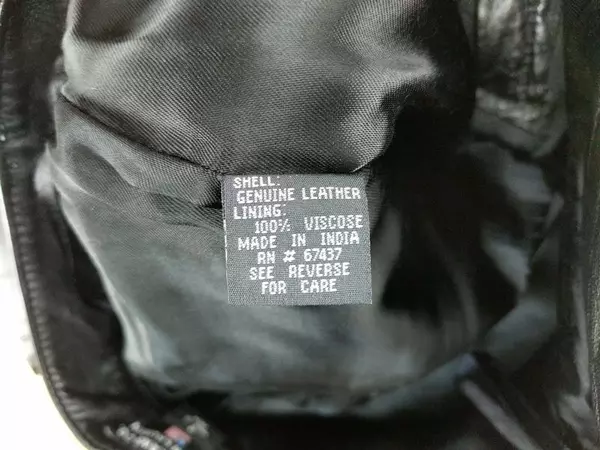 SHELL:
GENUINE LEATHER
LINING:
100% VISCOSE
MADE IN INDIA
RN # 67437
SEE REVERSE
FOR CARE